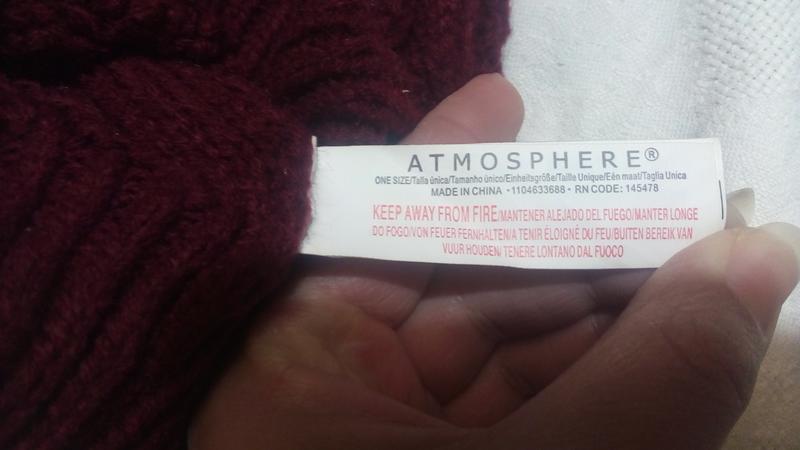 ATMOSPHERE®
ONE SIZE/Talla única/Tamanho único/Einheitsgröße/Taille Unique/Eén maat/Taglia Unica
MADE IN CHINA • 1104633688 • RN CODE: 145478
KEEP AWAY FROM FIRE/MANTENER ALEJADO DEL FUEGO/MANTER LONGE
DO FOGO/VON FEUER FERNHALTEN/A TENIR ÉLOIGNÉ DU FEU/BUITEN BEREIK VAN
VUUR HOUDEN/ TENERE LONTANO DAL FUOCO